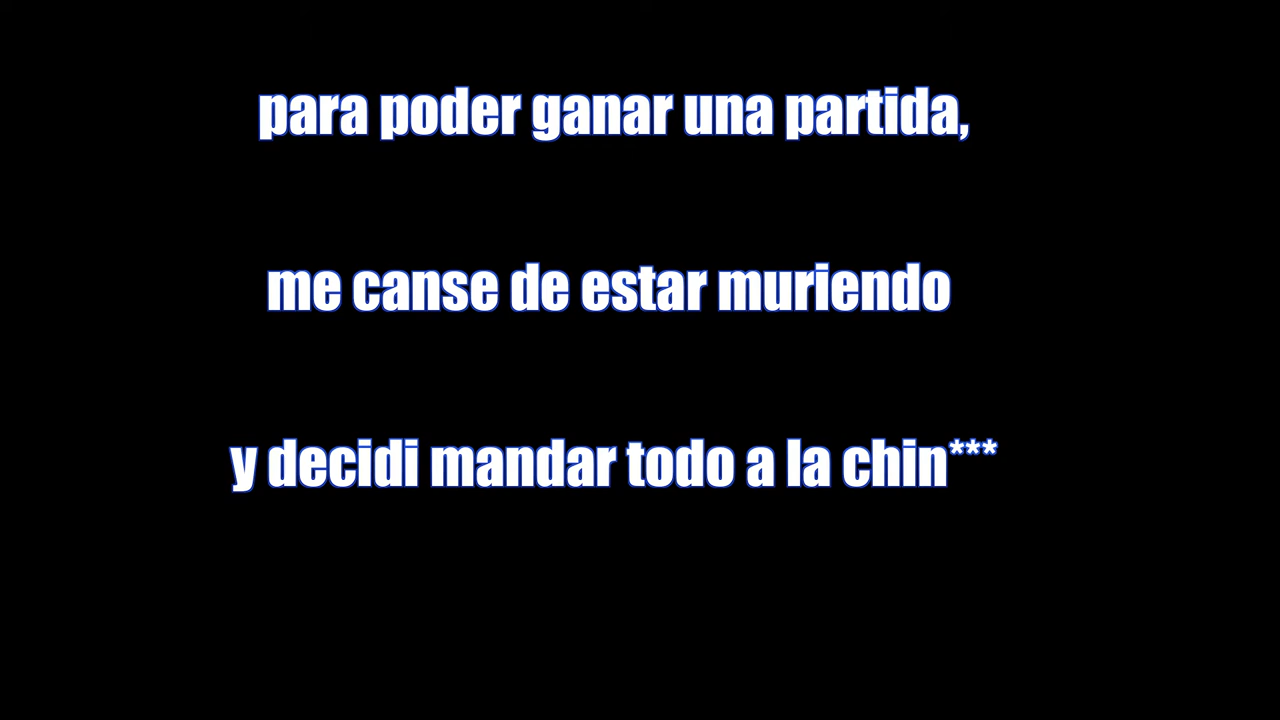 para poder ganar una partida,
me canse de estar muriendo
y decidi mandar todo a la chin***